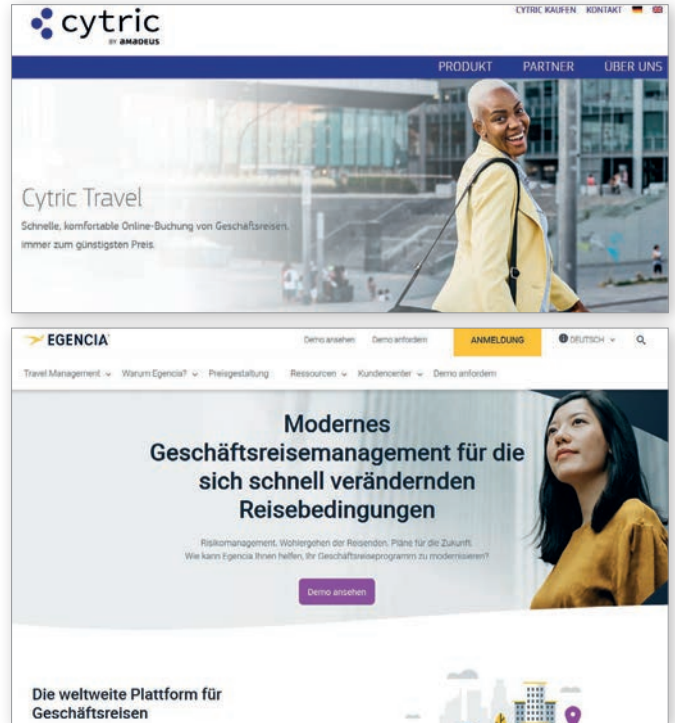 cytric
BY AMADEUS
CYTRIC KAUFEN KONTAKT
PRODUKT PARTNER ÜBER UNS
Cytric Travel
Schnelle, komfortable Online-Buchung von Geschäftsreisen,
immer zum günstigsten Preis.
EGENCIA
Demo ansehen Demo anfordern ANMELDUNG DEUTSCH
Travel Management Warum Egencia? Preisgestaltung Ressourcen Kundencenter Demo anfordern
Modernes
Geschäftsreisemanagement für die
sich schnell verändernden
Reisebedingungen
Risikomanagement. Wohlergehen der Reisenden. Pläne für die Zukunft.
Wie kann Egencia Ihnen helfen, Ihr Geschäftsreiseprogramm zu modernisieren?
Demo ansehen
Die weltweite Plattform für
Geschäftsreisen